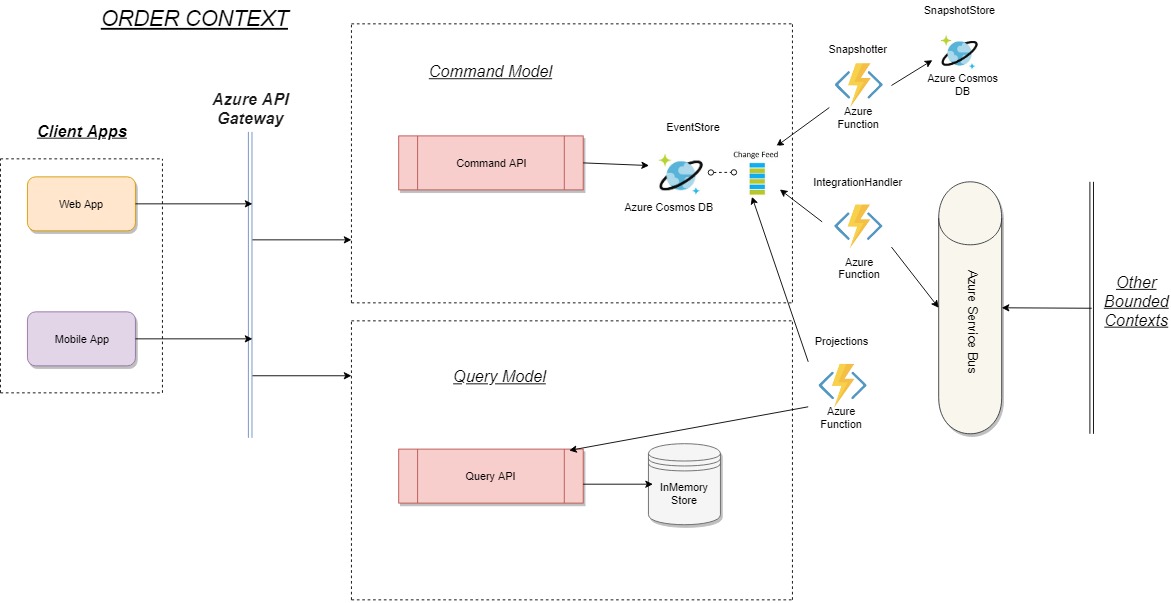 ORDER CONTEXT
Client Apps
Web App
Mobile App
Azure API
Gateway
Command Model
Command API
EventStore
Azure Cosmos DB
Change Feed
Snapshotter
Azure
Function
SnapshotStore
Azure Cosmos
DB
IntegrationHandler
Azure
Function
Azure Service Bus
Other
Bounded
Contexts
Query Model
Query API
InMemory
Store
Projections
Azure
Function